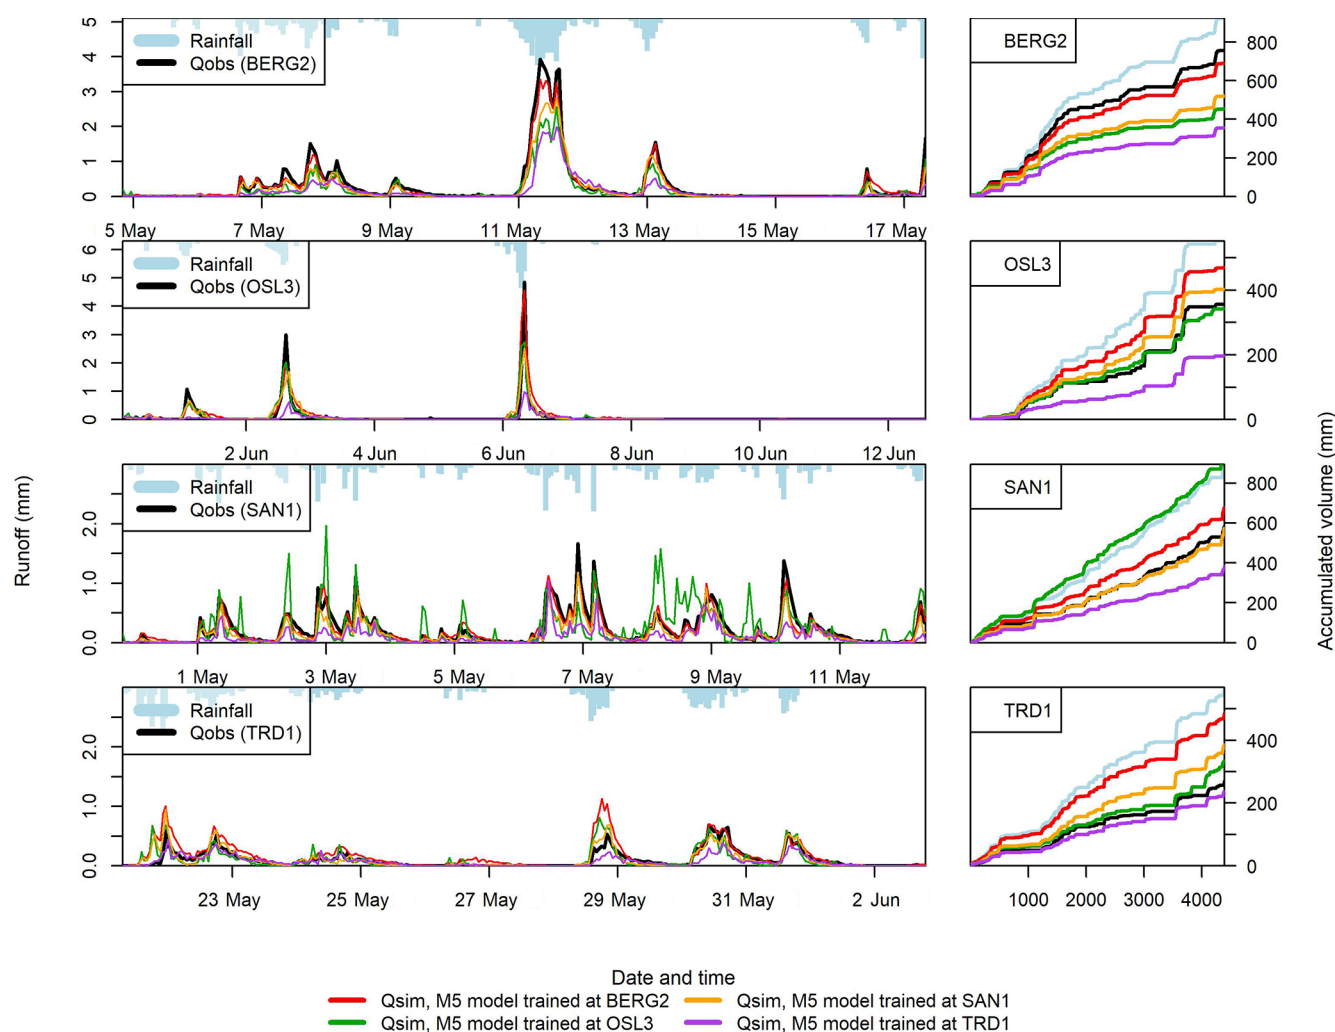 5
4
3
2
1
0
Rainfall
Qobs (BERG2)
5 May 7 May 9 May 11 May 13 May 15 May 17 May
BERG2
800
600
400
200
0
6
5
4
3
2
1
0
Rainfall
Qobs (OSL3)
2 Jun 4 Jun 6 Jun 8 Jun 10 Jun 12 Jun
OSL3
400
200
0
Runoff (mm)
2.0
1.0
0.0
Rainfall
Qobs (SAN1)
1 May 3 May 5 May 7 May 9 May 11 May
SAN1
800
600
400
200
0
Accumulated volume (mm)
2.0
1.0
0.0
Rainfall
Qobs (TRD1)
23 May 25 May 27 May 29 May 31 May 2 Jun
TRD1
400
200
0
1000 2000 3000 4000
Date and time
Qsim, M5 model trained at BERG2 Qsim, M5 model trained at SAN1
Qsim, M5 model trained at OSL3 Qsim, M5 model trained at TRD1